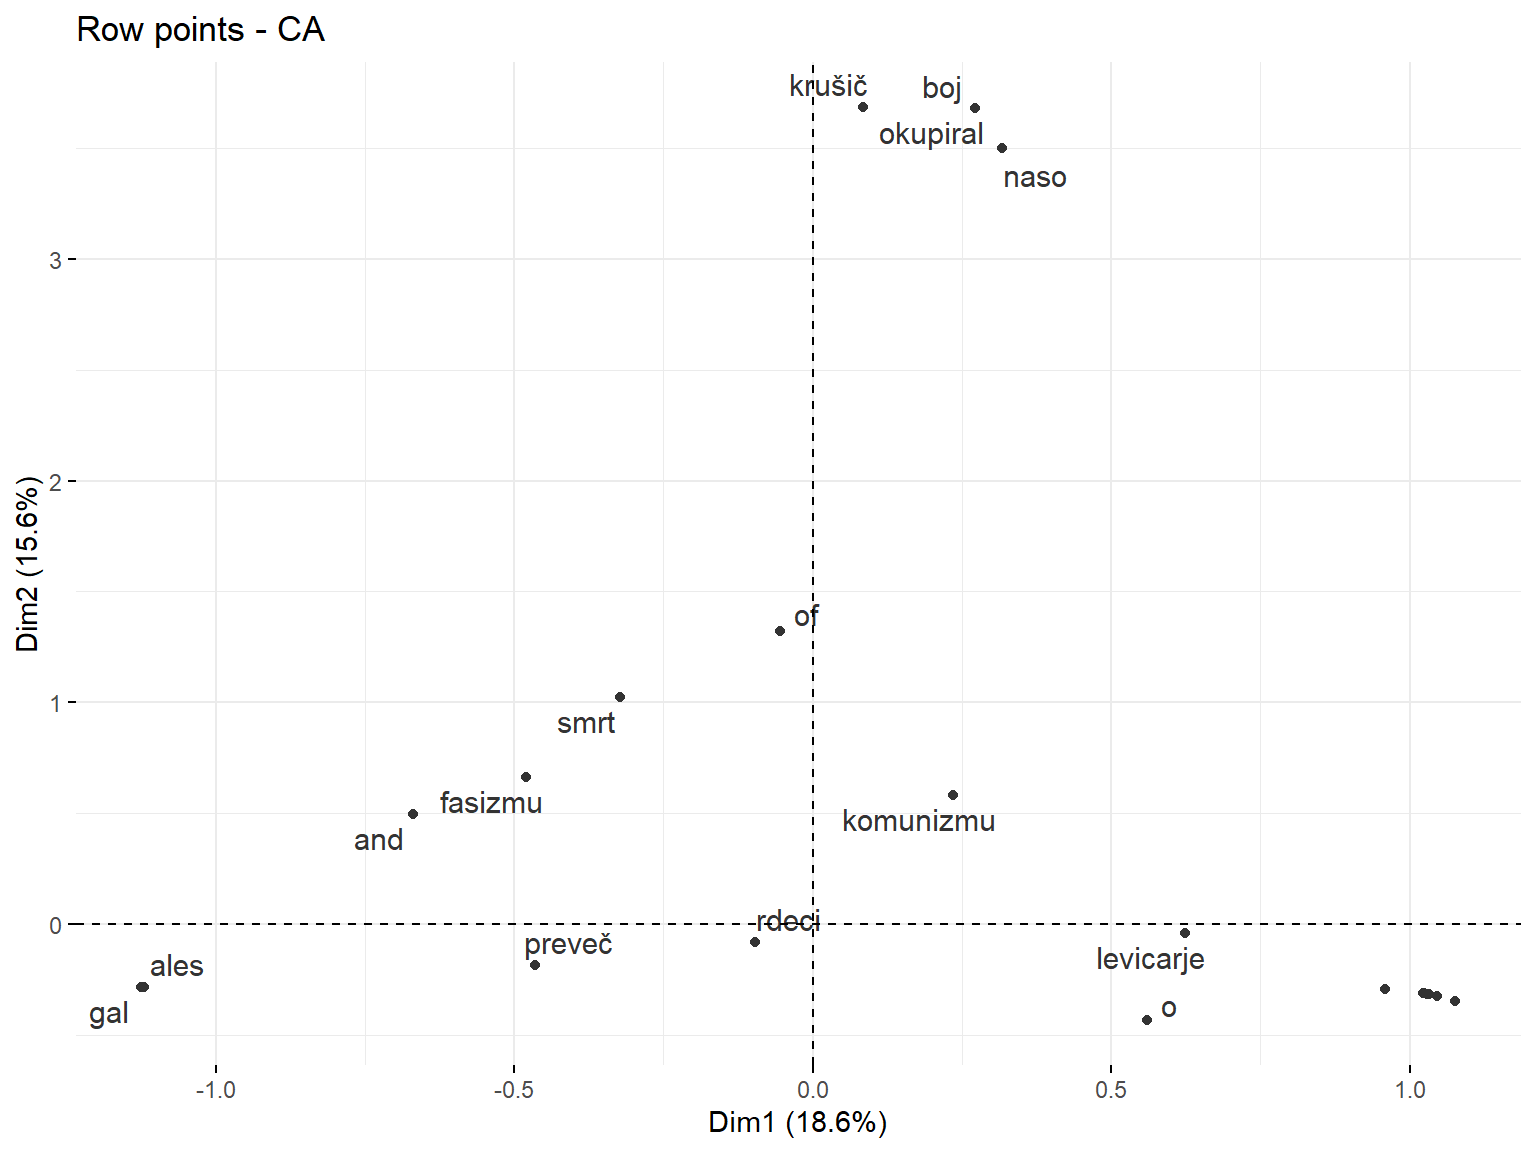 Row points - CA
krušič
boj
okupiral
naso
3
2
of
1
smrt
fasizmu
komunizmu
and
0
rdeci
preveč
levicarje
ales
gal
o
-1.0
-0.5
0.0
0.5
1.0
Dim1 (18.6%)
Dim2 (15.6%)